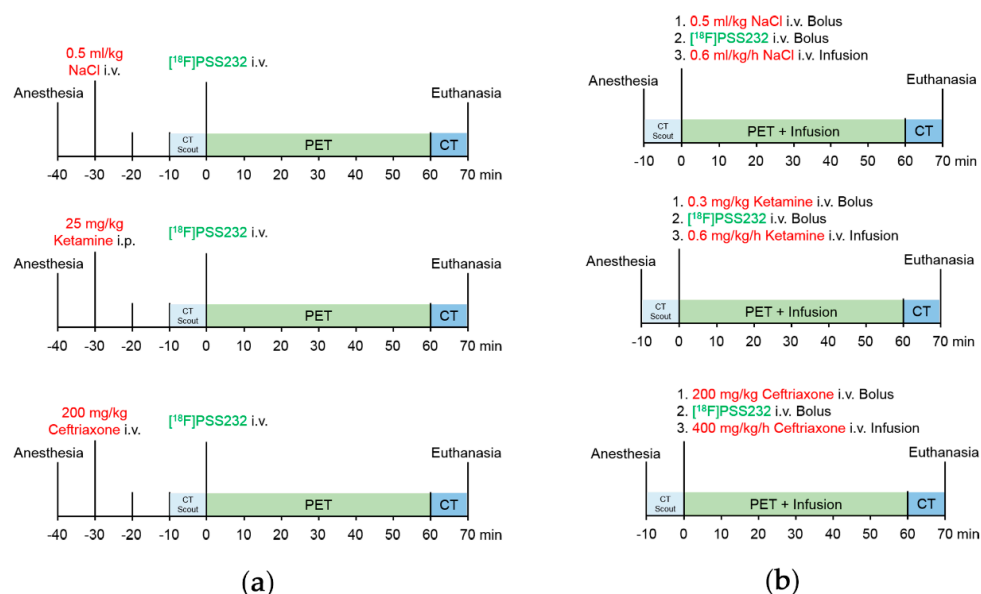 0.5 ml/kg
NaCl i.v.
[¹⁸F]PSS232 i.v.
Anesthesia
Euthanasia
CT
Scout
PET
CT
-40 -30 -20 -10 0 10 20 30 40 50 60 70 min
25 mg/kg
Ketamine i.p.
[¹⁸F]PSS232 i.v.
Anesthesia
Euthanasia
CT
Scout
PET
CT
-40 -30 -20 -10 0 10 20 30 40 50 60 70 min
200 mg/kg
Ceftriaxone i.v.
[¹⁸F]PSS232 i.v.
Anesthesia
Euthanasia
CT
Scout
PET
CT
-40 -30 -20 -10 0 10 20 30 40 50 60 70 min
(a)
1. 0.5 ml/kg NaCl i.v. Bolus
2. [¹⁸F]PSS232 i.v. Bolus
3. 0.6 ml/kg/h NaCl i.v. Infusion
Anesthesia
Euthanasia
CT
Scout
PET + Infusion
CT
-10 0 10 20 30 40 50 60 70 min
1. 0.3 mg/kg Ketamine i.v. Bolus
2. [¹⁸F]PSS232 i.v. Bolus
3. 0.6 mg/kg/h Ketamine i.v. Infusion
Anesthesia
Euthanasia
CT
Scout
PET + Infusion
CT
-10 0 10 20 30 40 50 60 70 min
1. 200 mg/kg Ceftriaxone i.v. Bolus
2. [¹⁸F]PSS232 i.v. Bolus
3. 400 mg/kg/h Ceftriaxone i.v. Infusion
Anesthesia
Euthanasia
CT
Scout
PET + Infusion
CT
-10 0 10 20 30 40 50 60 70 min
(b)